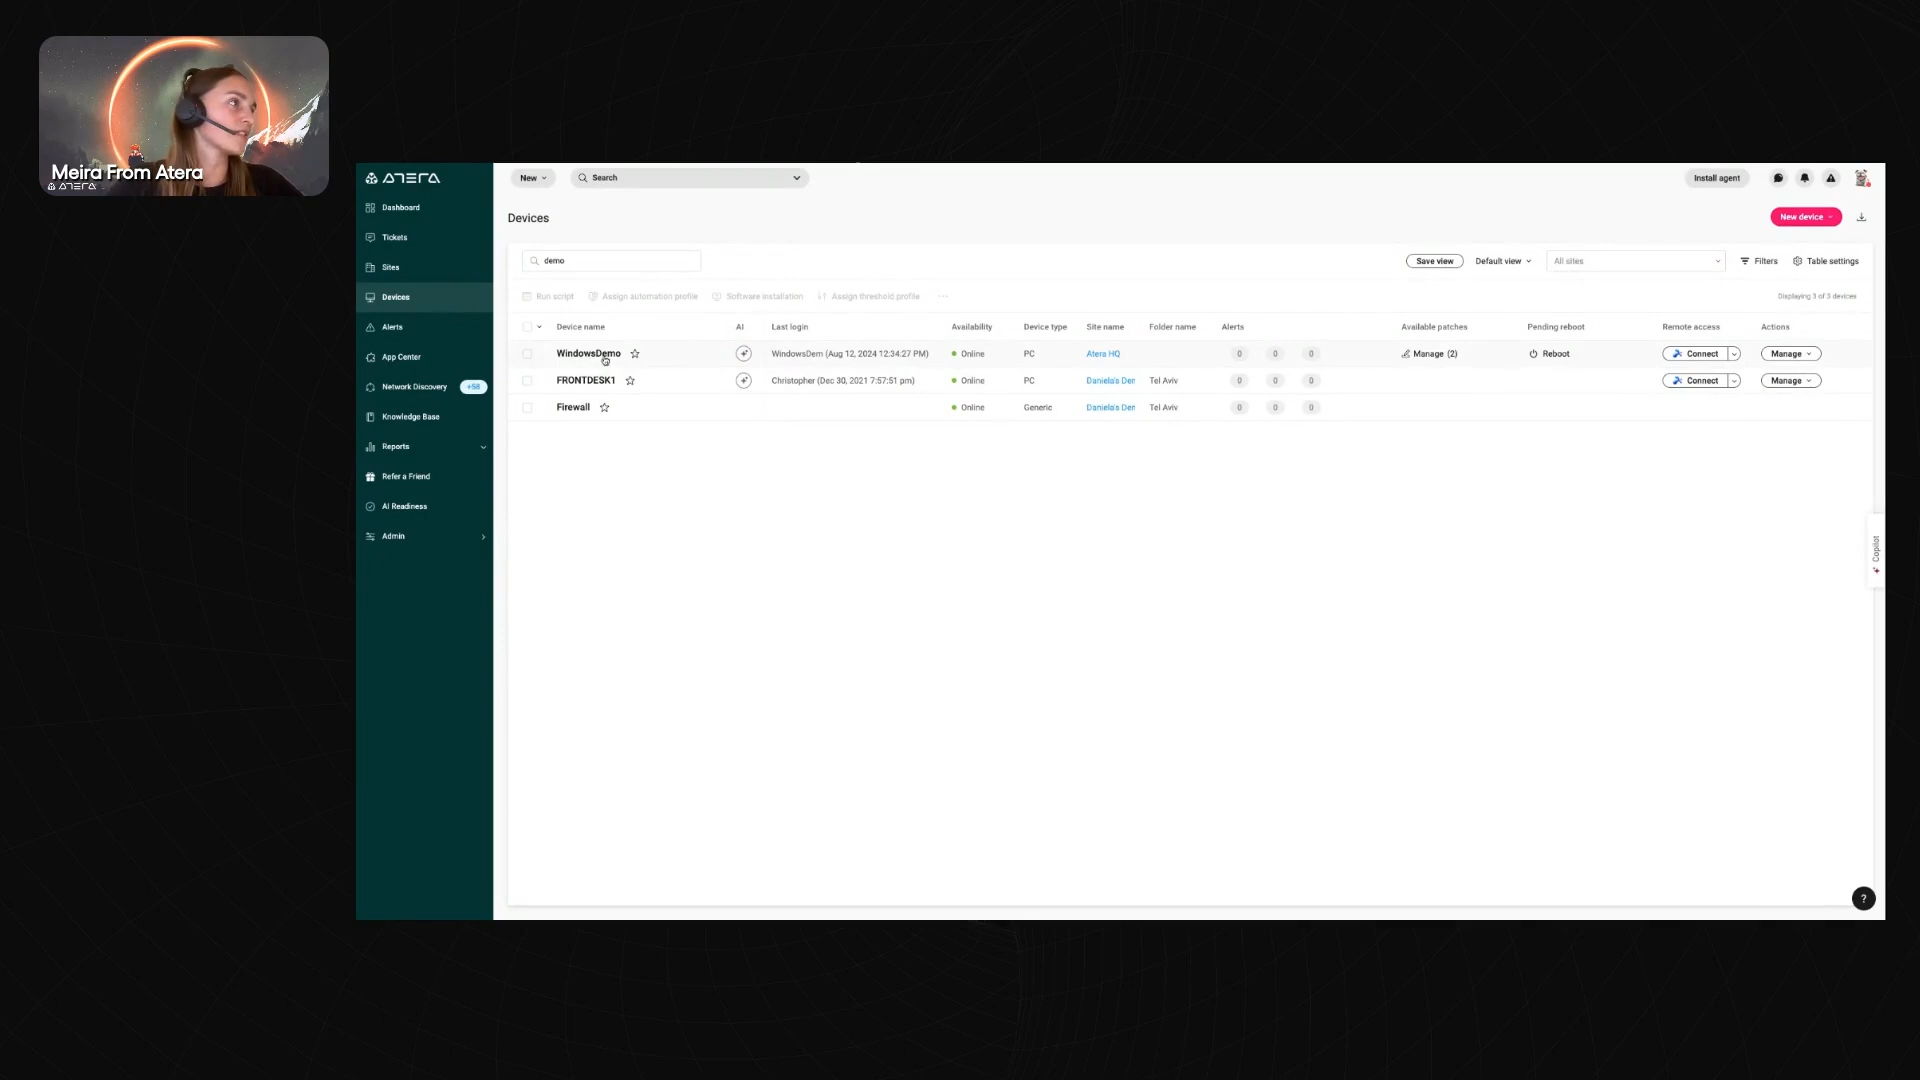 Meira From Atera
ATERA
ATERA
New
Search
Install agent
Dashboard
Tickets
Sites
Devices
Alerts
App Center
Network Discovery +58
Knowledge Base
Reports
Refer a Friend
AI Readiness
Admin
Devices
New device
demo
Save view
Default view
All sites
Filters
Table settings
Run script
Assign automation profile
Software installation
Assign threshold profile
Displaying 3 of 3 devices
Device name AI Last login Availability Device type Site name Folder name Alerts Available patches Pending reboot Remote access Actions
WindowsDemo WindowsDem (Aug 12, 2024 12:34:27 PM) Online PC Atera HQ 0 0 0 Manage (2) Reboot Connect Manage
FRONTDESK1 Christopher (Dec 30, 2021 7:57:51 pm) Online PC Daniela's Den Tel Aviv 0 0 0 Connect Manage
Firewall Online Generic Daniela's Den Tel Aviv 0 0 0
Copilot
?